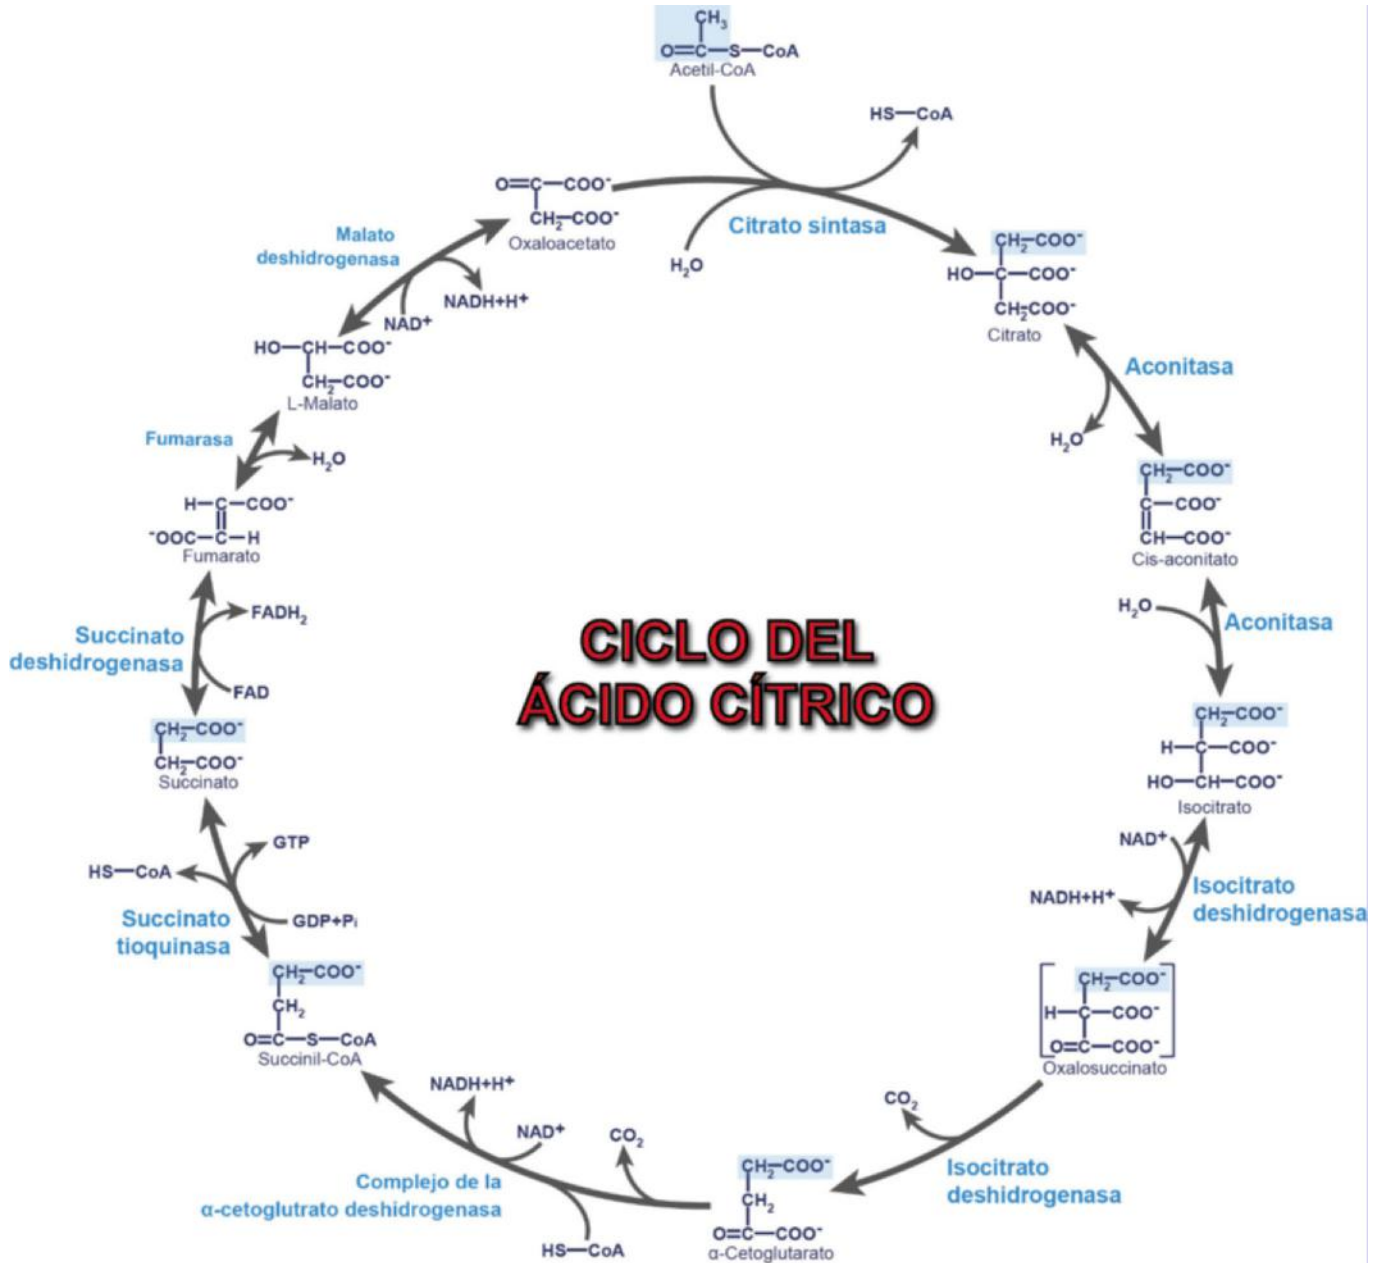 CH₃
O=C—S—CoA
Acetil-CoA
HS—CoA
H₂O
Citrato sintasa
CH₂—COO⁻
HO—C—COO⁻
CH₂COO⁻
Citrato
Aconitasa
H₂O
CH₂—COO⁻
C—COO⁻
CH—COO⁻
Cis-aconitato
H₂O
Aconitasa
CH₂—COO⁻
H—C—COO⁻
HO—CH—COO⁻
Isocitrato
NAD⁺
NADH+H⁺
Isocitrato
deshidrogenasa
CH₂—COO⁻
H—C—COO⁻
O=C—COO⁻
Oxalosuccinato
CO₂
Isocitrato
deshidrogenasa
CH₂—COO⁻
CH₂
O=C—COO⁻
α-Cetoglutarato
CO₂
HS—CoA
NAD⁺
NADH+H⁺
Complejo de la
α-cetoglutrato deshidrogenasa
CH₂—COO⁻
CH₂
O=C—S—CoA
Succinil-CoA
GDP+Pᵢ
GTP
HS—CoA
Succinato
tioquinasa
CH₂—COO⁻
CH₂—COO⁻
Succinato
FAD
FADH₂
Succinato
deshidrogenasa
H—C—COO⁻
⁻OOC—C—H
Fumarato
H₂O
Fumarasa
HO—CH—COO⁻
CH₂—COO⁻
L-Malato
NAD⁺
NADH+H⁺
Malato
deshidrogenasa
O=C—COO⁻
CH₂—COO⁻
Oxaloacetato
CICLO DEL
ÁCIDO CÍTRICO